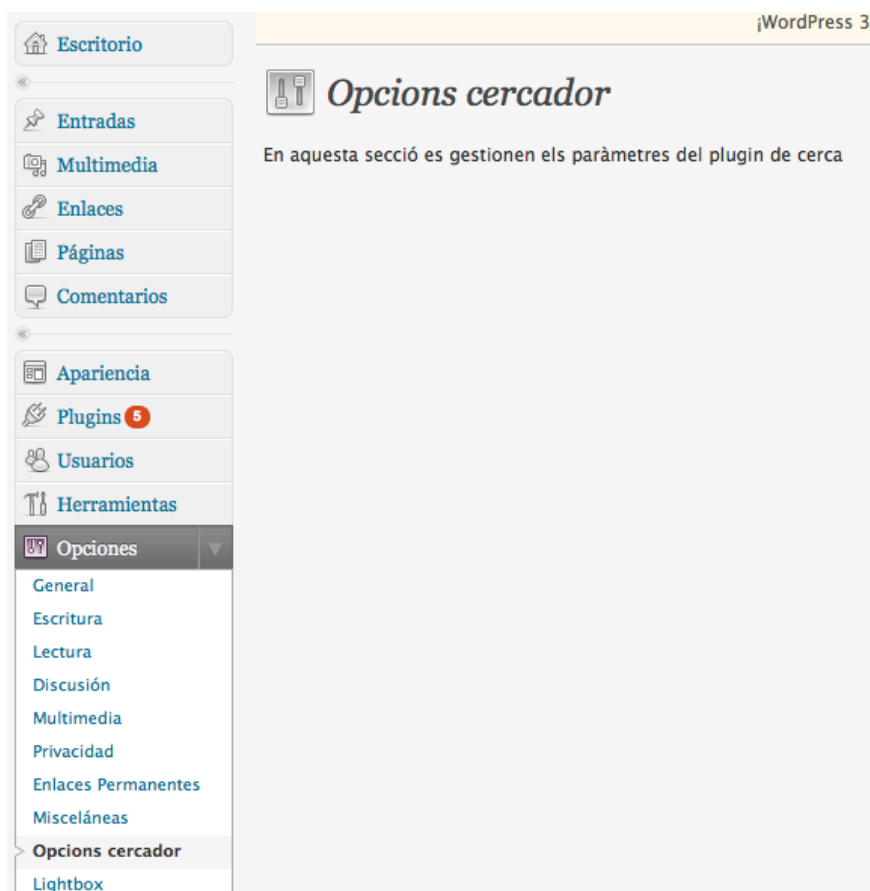 ¡WordPress 3
Escritorio
Opcions cercador
En aquesta secció es gestionen els paràmetres del plugin de cerca
Entradas
Multimedia
Enlaces
Páginas
Comentarios
Apariencia
Plugins 5
Usuarios
Herramientas
Opciones
General
Escritura
Lectura
Discusión
Multimedia
Privacidad
Enlaces Permanentes
Misceláneas
Opcions cercador
Lightbox